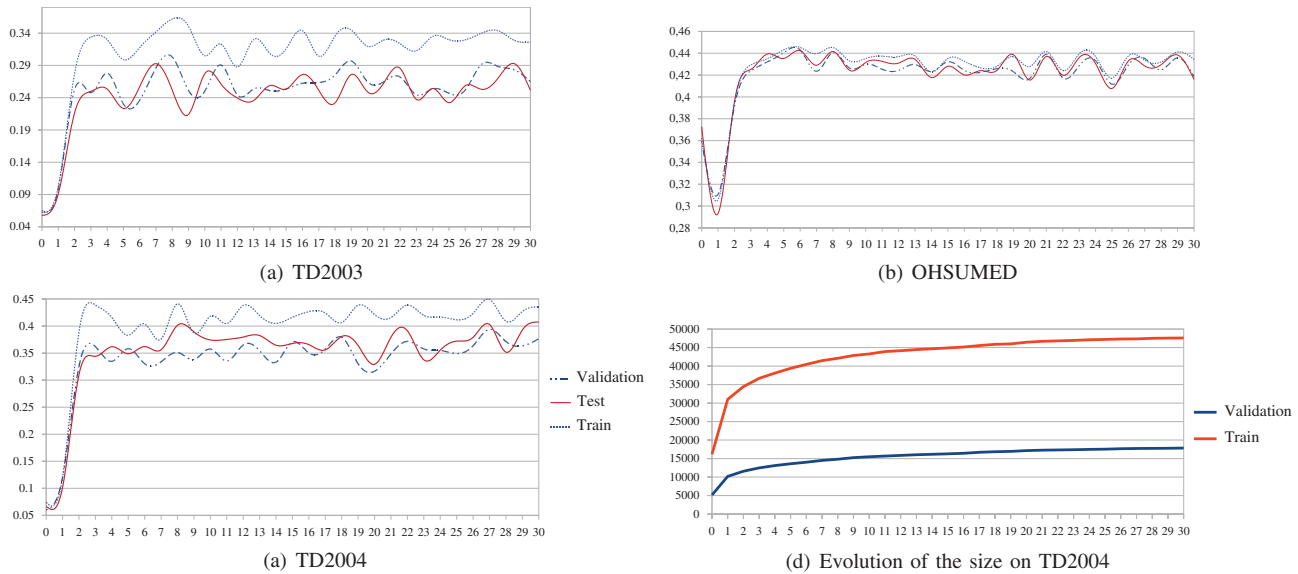 0.34
0.29
0.24
0.19
0.14
0.09
0.04
0 1 2 3 4 5 6 7 8 9 10 11 12 13 14 15 16 17 18 19 20 21 22 23 24 25 26 27 28 29 30
(a) TD2003
0,46
0,44
0,42
0,4
0,38
0,36
0,34
0,32
0,3
0,28
0 1 2 3 4 5 6 7 8 9 10 11 12 13 14 15 16 17 18 19 20 21 22 23 24 25 26 27 28 29 30
(b) OHSUMED
0.45
0.4
0.35
0.3
0.25
0.2
0.15
0.1
0.05
0 1 2 3 4 5 6 7 8 9 10 11 12 13 14 15 16 17 18 19 20 21 22 23 24 25 26 27 28 29 30
Validation
Test
Train
(a) TD2004
50000
45000
40000
35000
30000
25000
20000
15000
10000
5000
0
0 1 2 3 4 5 6 7 8 9 10 11 12 13 14 15 16 17 18 19 20 21 22 23 24 25 26 27 28 29 30
Validation
Train
(d) Evolution of the size on TD2004